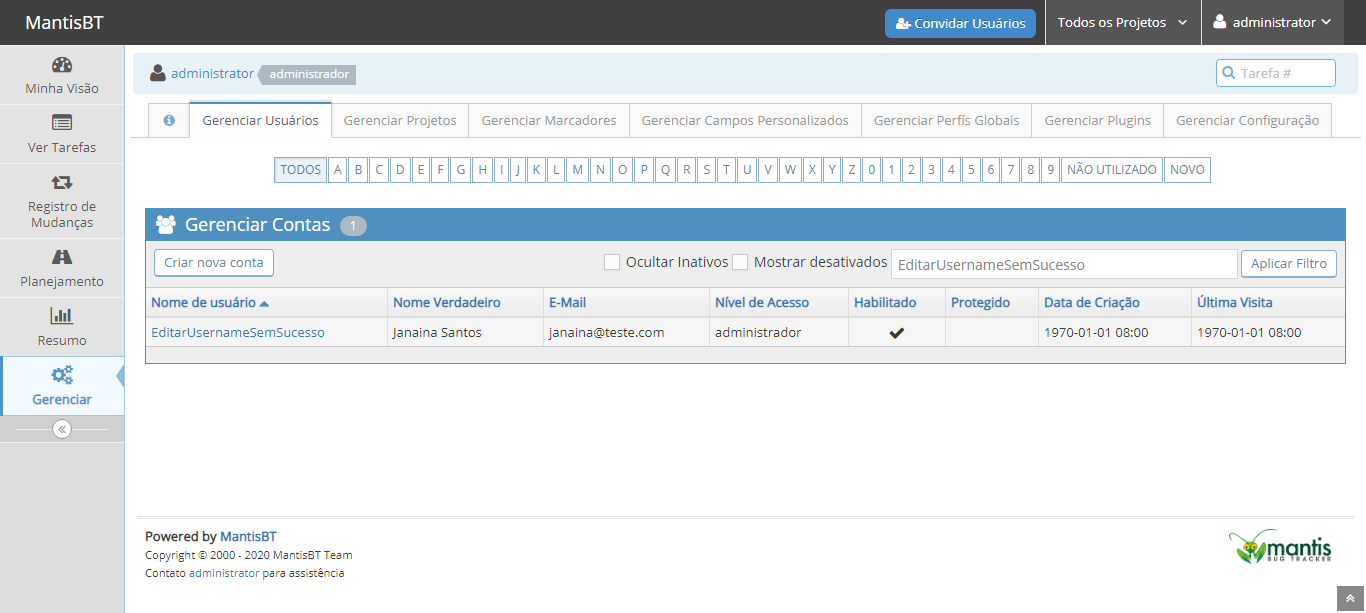 MantisBT
Convidar Usuários
Todos os Projetos
administrator
Minha Visão
Ver Tarefas
Registro de
Mudanças
Planejamento
Resumo
Gerenciar
administrator administrador
Tarefa #
Gerenciar Usuários Gerenciar Projetos Gerenciar Marcadores Gerenciar Campos Personalizados Gerenciar Perfís Globais Gerenciar Plugins Gerenciar Configuração
TODOS A B C D E F G H I J K L M N O P Q R S T U V W X Y Z 0 1 2 3 4 5 6 7 8 9 NÃO UTILIZADO NOVO
Gerenciar Contas 1
Criar nova conta Ocultar Inativos Mostrar desativados EditarUsernameSemSucesso Aplicar Filtro
Nome de usuário Nome Verdadeiro E-Mail Nível de Acesso Habilitado Protegido Data de Criação Última Visita
EditarUsernameSemSucesso Janaina Santos janaina@teste.com administrador 1970-01-01 08:00 1970-01-01 08:00
Powered by MantisBT
Copyright © 2000 - 2020 MantisBT Team
Contato administrator para assistência
mantis
BUG TRACKER